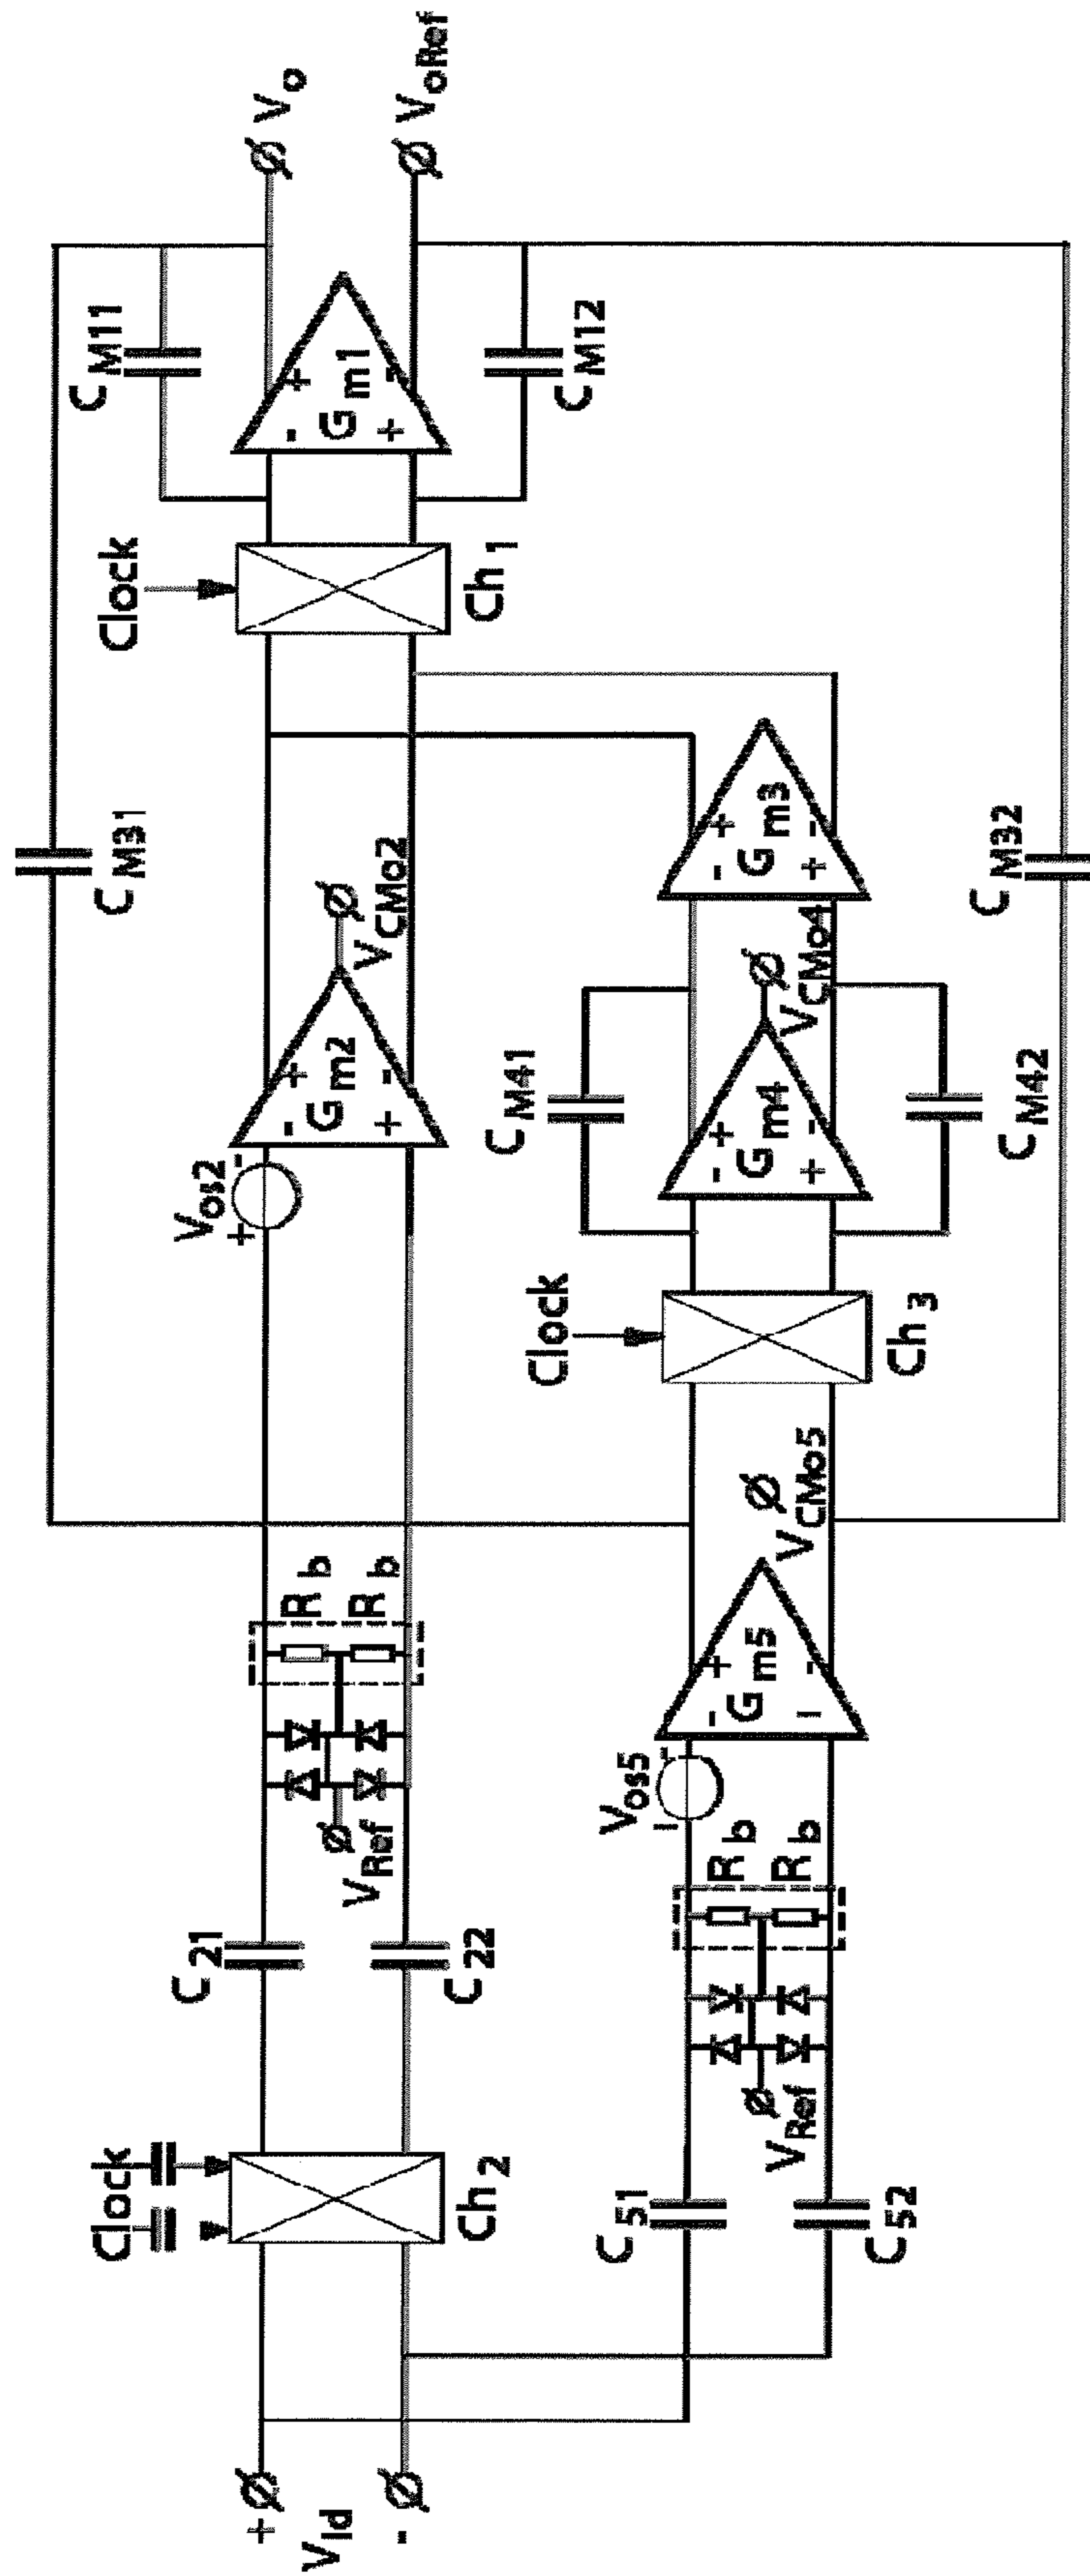 +
V_Id
-
Clock
Ch_2
C_21
C_22
V_Ref
R_b
R_b
V_os2
+
-
-
+
G_m2
+
-
V_CMo2
Clock
Ch_1
C_M11
-
+
G_m1
+
-
C_M12
V_o
V_oRef
C_M31
C_51
C_52
V_Ref
R_b
R_b
V_os5
-
-
G_m5
+
-
V_CMo5
Clock
Ch_3
C_M41
-
+
G_m4
+
-
C_M42
V_CMo4
-
+
G_m3
+
-
C_M32